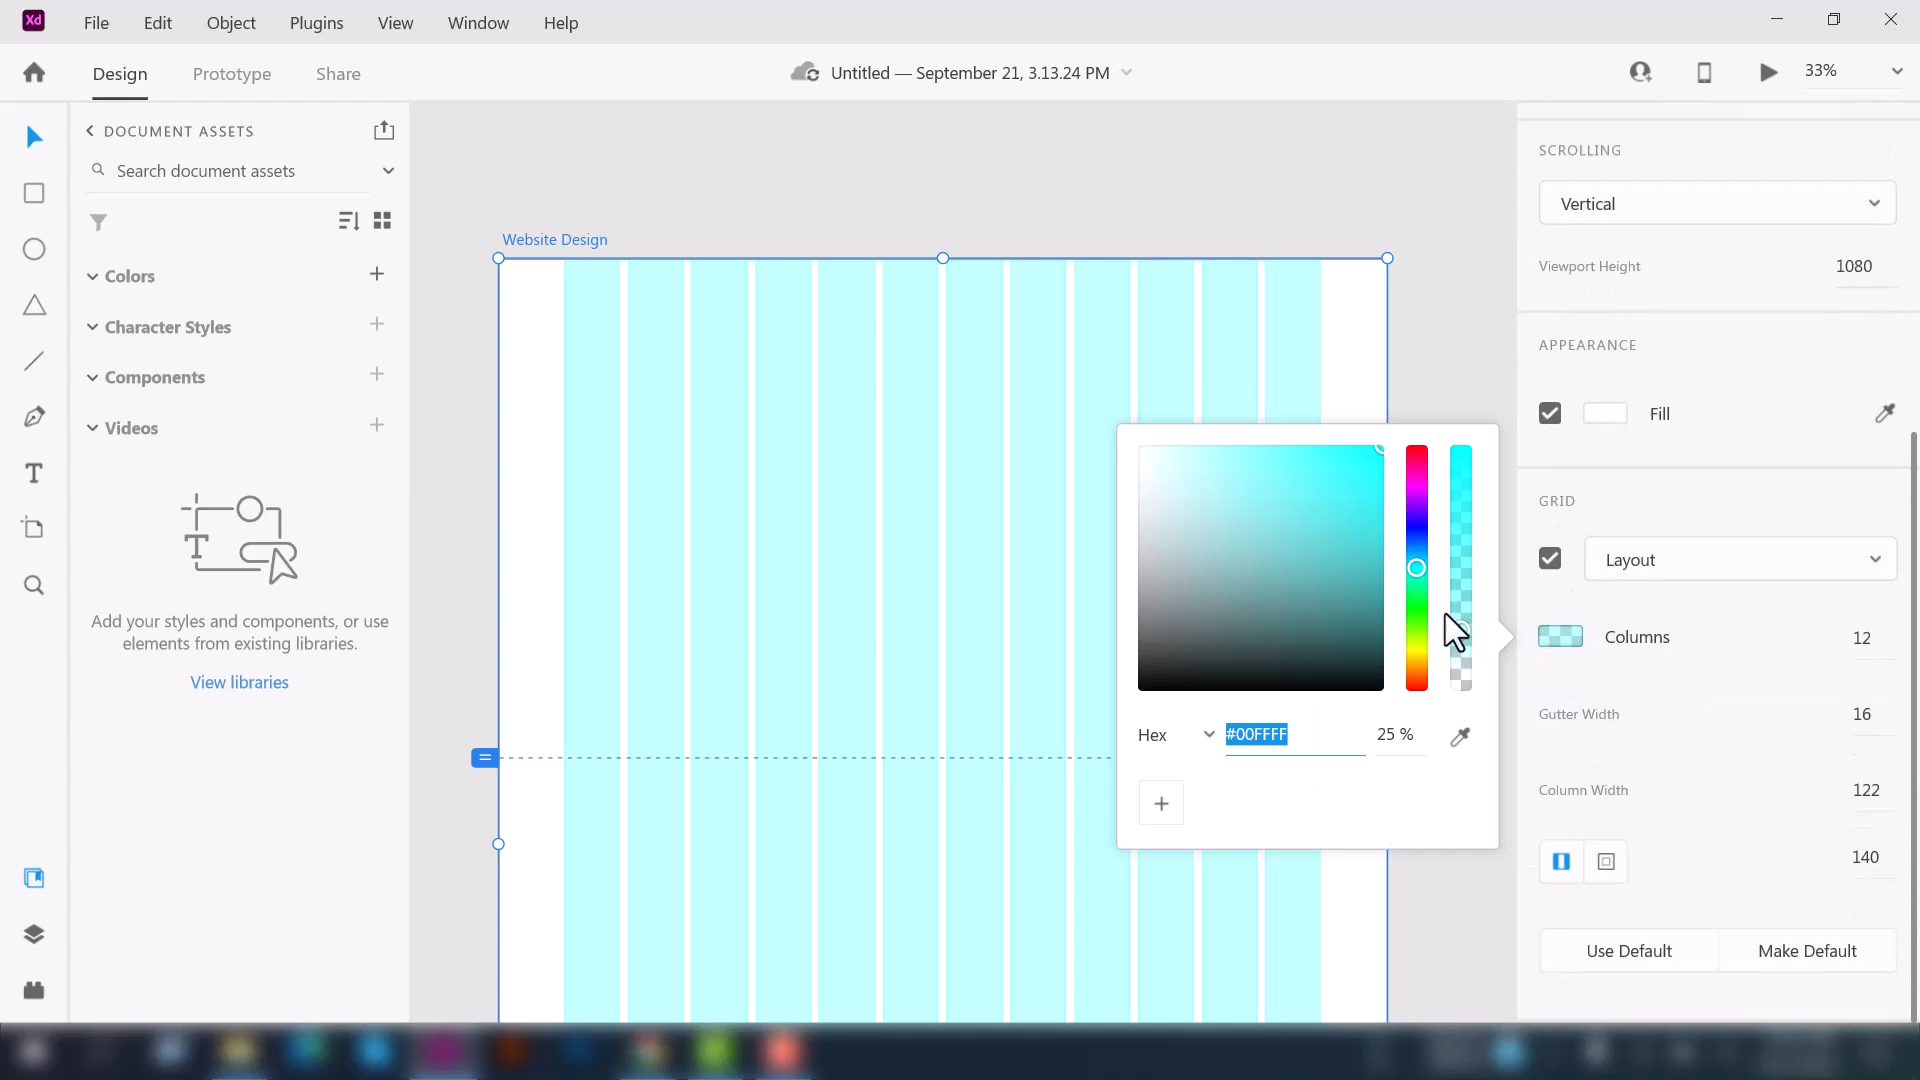 Xd File Edit Object Plugins View Window Help
Design Prototype Share
Untitled — September 21, 3.13.24 PM
33%
DOCUMENT ASSETS
Search document assets
Colors
Character Styles
Components
Videos
T
Add your styles and components, or use
elements from existing libraries.
View libraries
Website Design
Hex #00FFFF 25 %
SCROLLING
Vertical
Viewport Height 1080
APPEARANCE
Fill
GRID
Layout
Columns 12
Gutter Width 16
Column Width 122
140
Use Default Make Default